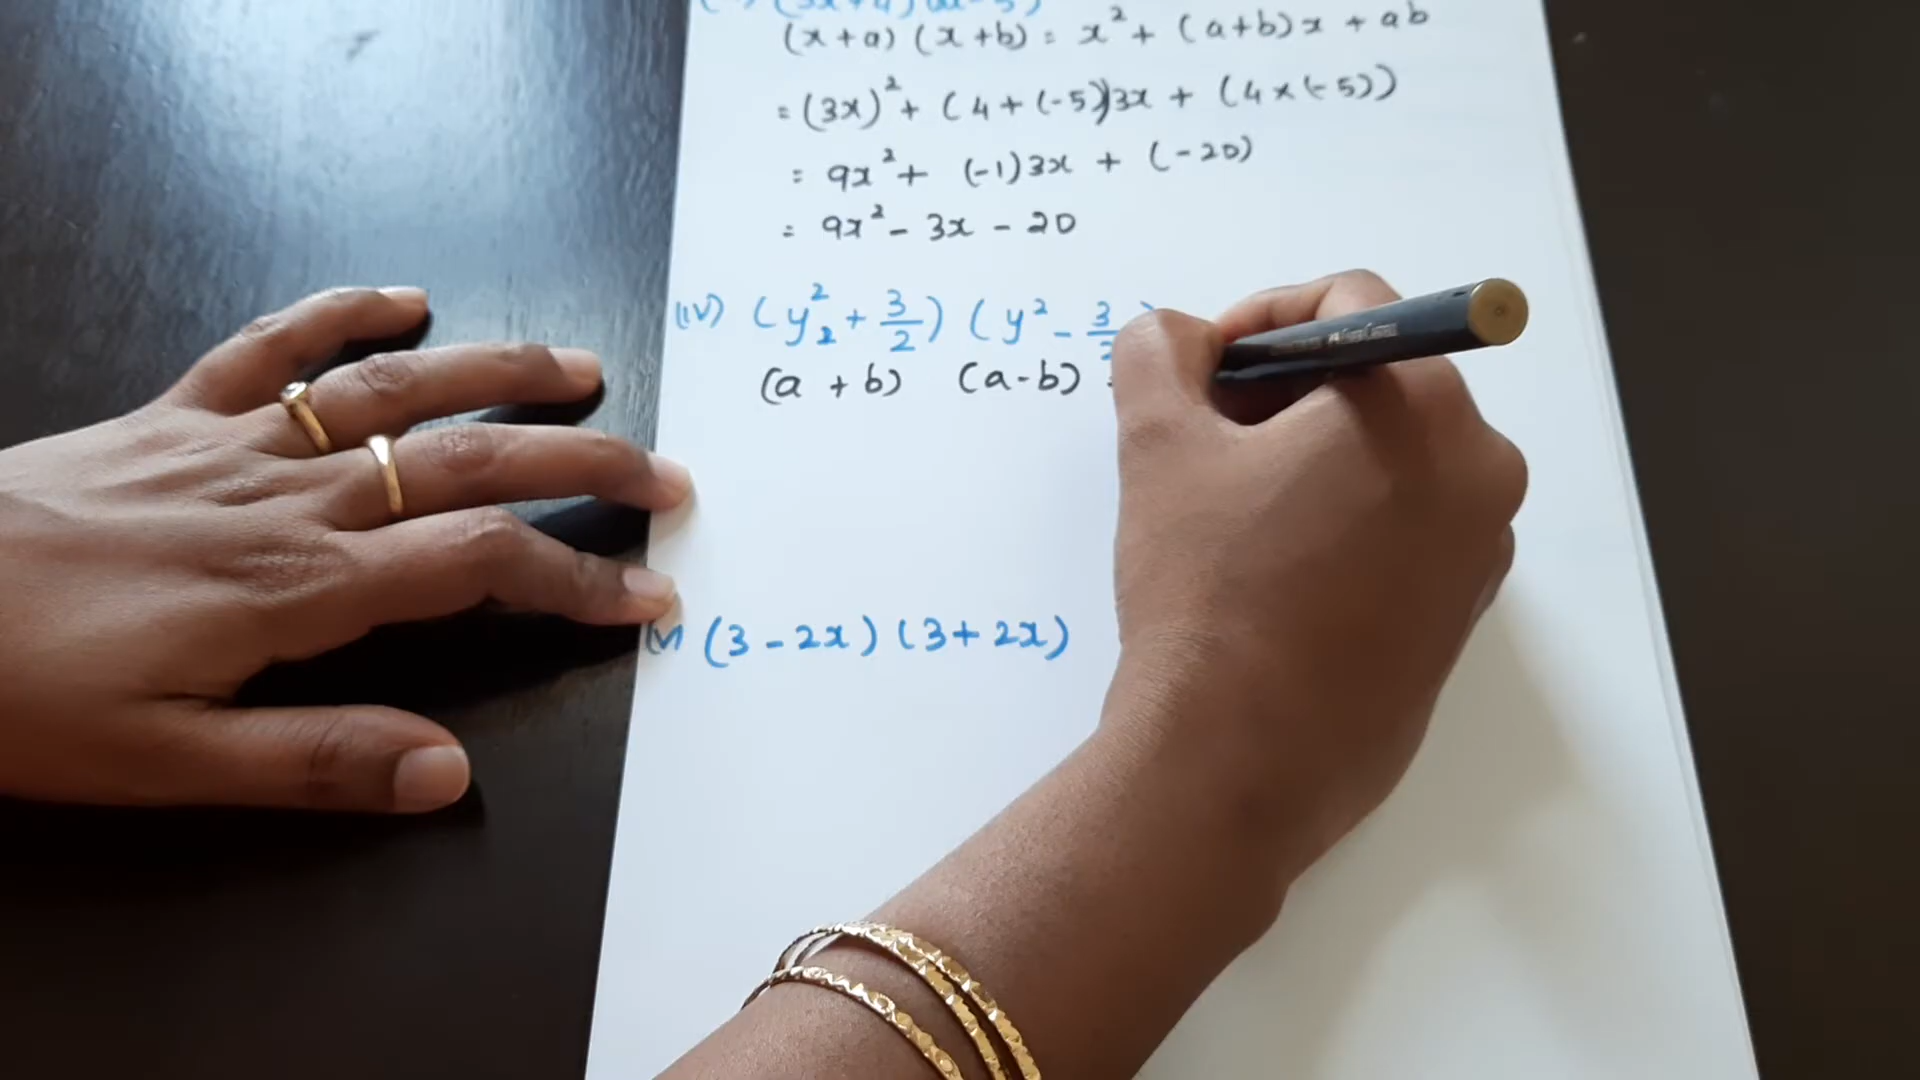 (x+a) (x+b) = x² + (a+b)x + ab
= (3x)² + (4+(-5))3x + (4×(-5))
= 9x² + (-1)3x + (-20)
= 9x² - 3x - 20
(iv) (y²₂ + 3/2) (y² - 3/2)
(a + b) (a-b)
(3-2x) (3+2x)